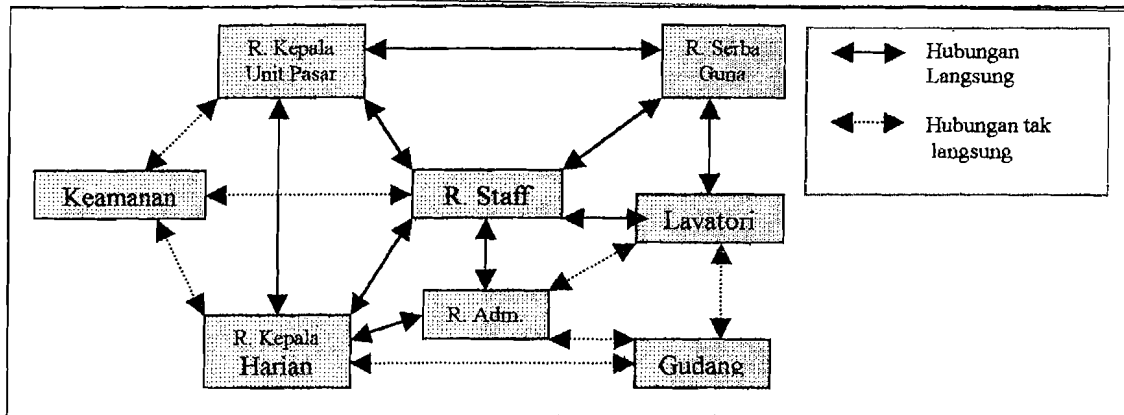 R. Kepala
Unit Pasar
R. Serba
Guna
Hubungan
Langsung
Hubungan tak
langsung
Keamanan
R. Staff
Lavatori
R. Adm.
R. Kepala
Harian
Gudang